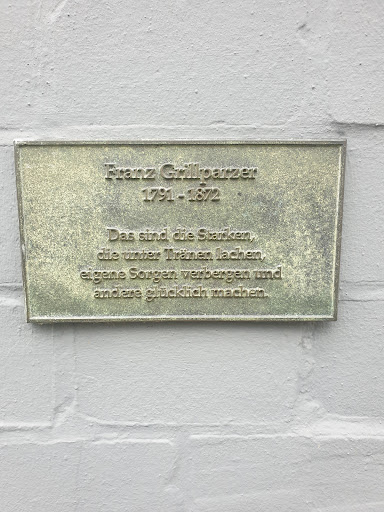 Franz Grillparzer
1791 - 1872
Das sind die Starken,
die unter Tränen lachen,
eigene Sorgen verbergen und
andere glücklich machen.